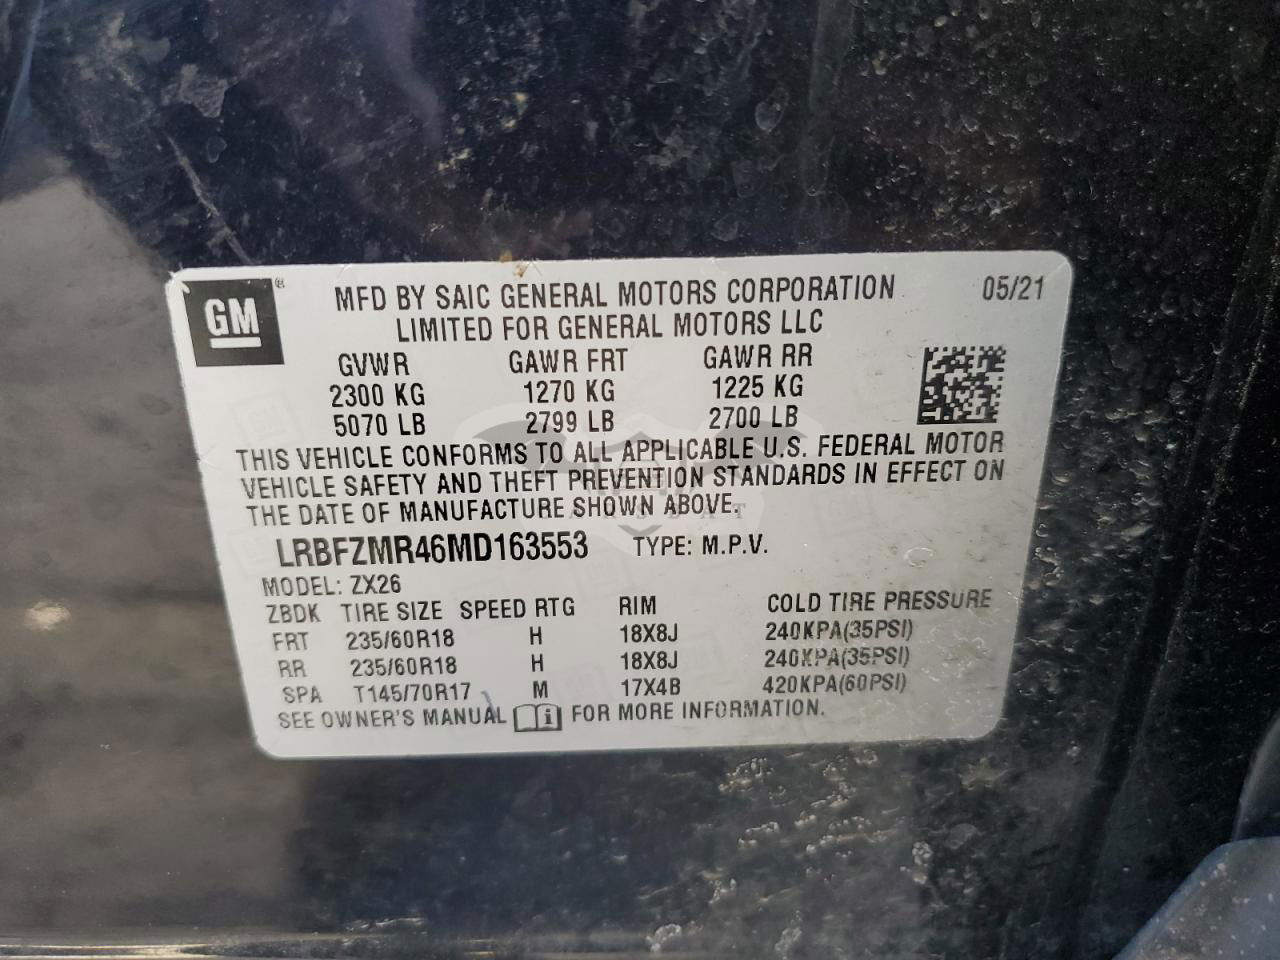 GM ®
MFD BY SAIC GENERAL MOTORS CORPORATION 05/21
LIMITED FOR GENERAL MOTORS LLC
GVWR GAWR FRT GAWR RR
2300 KG 1270 KG 1225 KG
5070 LB 2799 LB 2700 LB
THIS VEHICLE CONFORMS TO ALL APPLICABLE U.S. FEDERAL MOTOR
VEHICLE SAFETY AND THEFT PREVENTION STANDARDS IN EFFECT ON
THE DATE OF MANUFACTURE SHOWN ABOVE.
LRBFZMR46MD163553 TYPE: M.P.V.
MODEL: ZX26
ZBDK TIRE SIZE SPEED RTG RIM COLD TIRE PRESSURE
FRT 235/60R18 H 18X8J 240KPA(35PSI)
RR 235/60R18 H 18X8J 240KPA(35PSI)
SPA T145/70R17 M 17X4B 420KPA(60PSI)
SEE OWNER'S MANUAL i FOR MORE INFORMATION.